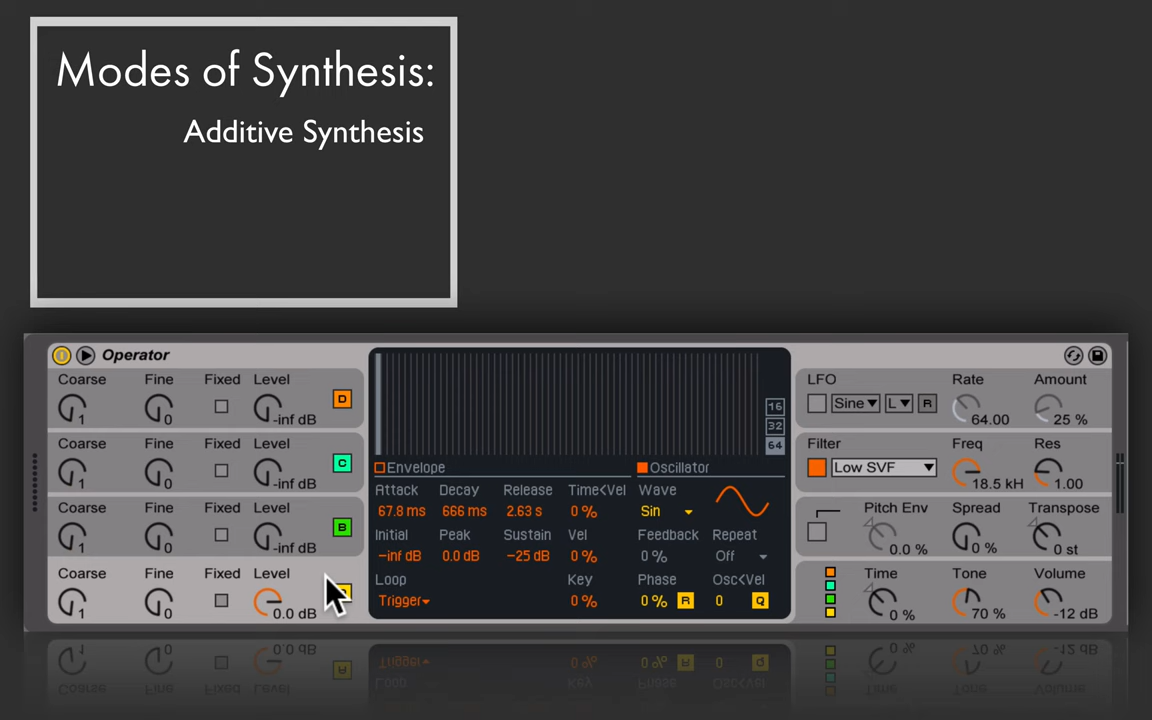 Modes of Synthesis:
Additive Synthesis
Operator
Coarse Fine Fixed Level
1 0 -inf dB D
Coarse Fine Fixed Level
1 0 -inf dB C
Coarse Fine Fixed Level
1 0 -inf dB B
Coarse Fine Fixed Level
1 0 0.0 dB
16
32
64
Envelope Oscillator
Attack Decay Release Time<Vel Wave
67.8 ms 666 ms 2.63 s 0 % Sin
Initial Peak Sustain Vel Feedback Repeat
-inf dB 0.0 dB -25 dB 0 % 0 % Off
Loop Key Phase Osc<Vel
Trigger 0 % 0 % R 0 Q
LFO Rate Amount
Sine L R 64.00 25 %
Filter Freq Res
Low SVF 18.5 kH 1.00
Pitch Env Spread Transpose
0.0 % 0 % 0 st
Time Tone Volume
0 % 70 % -12 dB